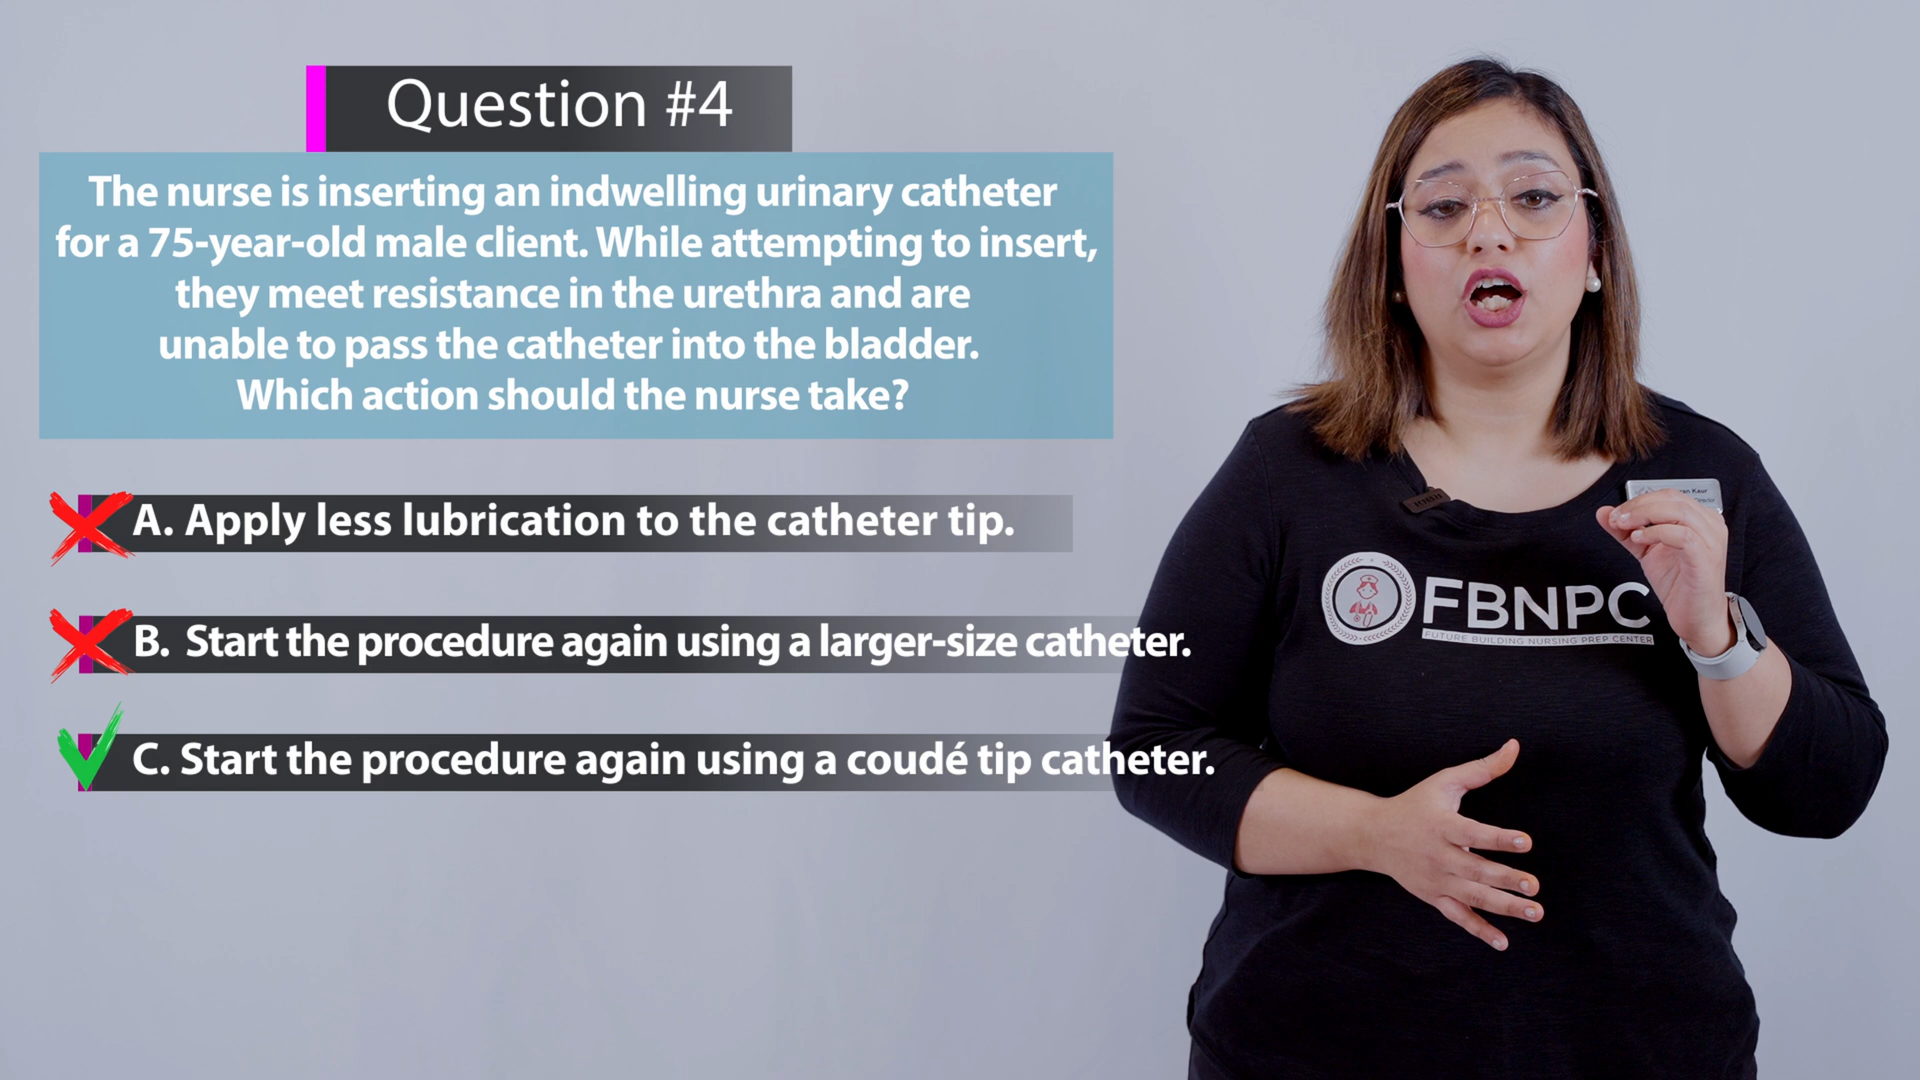 Question #4
The nurse is inserting an indwelling urinary catheter
for a 75-year-old male client. While attempting to insert,
they meet resistance in the urethra and are
unable to pass the catheter into the bladder.
Which action should the nurse take?
A. Apply less lubrication to the catheter tip.
B. Start the procedure again using a larger-size catheter.
C. Start the procedure again using a coudé tip catheter.
Kaur
FBNPC
FUTURE BUILDING NURSING PREP CENTER